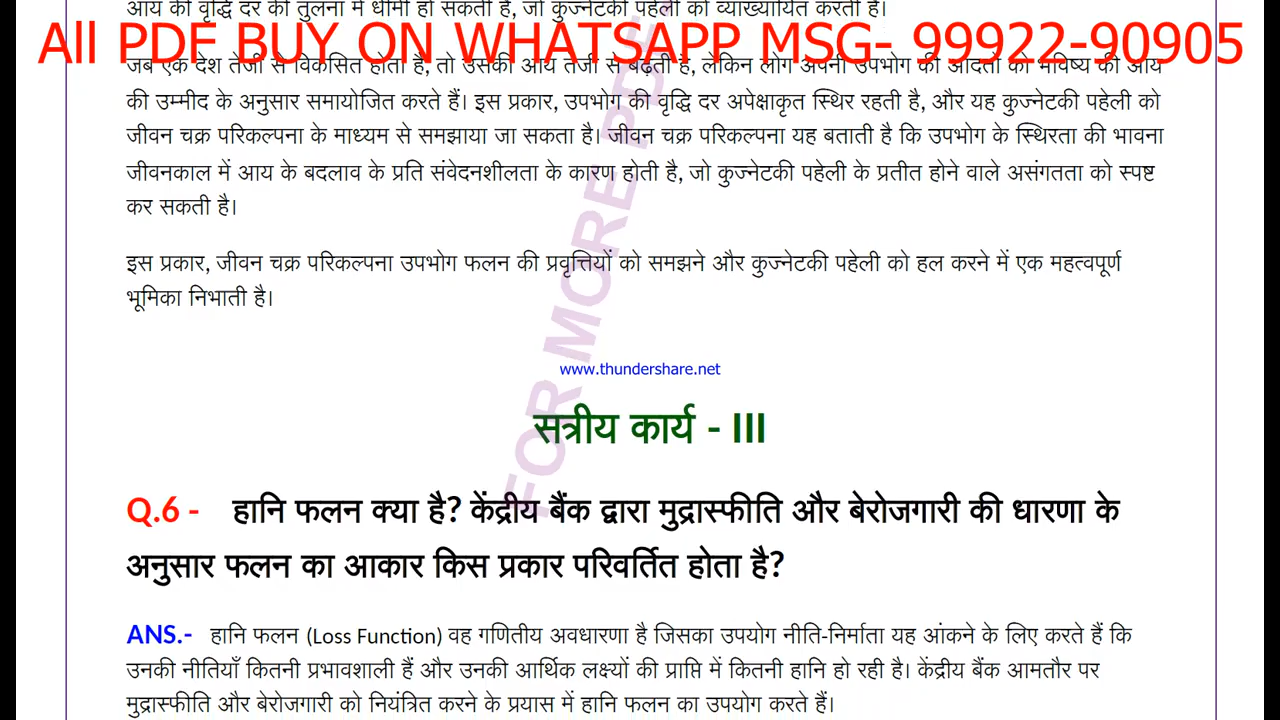 आय की वृद्धि दर की तुलना में धीमी हो सकती है, जो कुज्नेटकी पहेली को व्याख्यायित करती है।
All PDF BUY ON WHATSAPP MSG- 99922-90905
जब एक देश तेजी से विकसित होता है, तो उसकी आय तेजी से बढ़ती है, लेकिन लोग अपनी उपभोग की आदतों को भविष्य की आय
की उम्मीद के अनुसार समायोजित करते हैं। इस प्रकार, उपभोग की वृद्धि दर अपेक्षाकृत स्थिर रहती है, और यह कुज्नेटकी पहेली को
जीवन चक्र परिकल्पना के माध्यम से समझाया जा सकता है। जीवन चक्र परिकल्पना यह बताती है कि उपभोग के स्थिरता की भावना
जीवनकाल में आय के बदलाव के प्रति संवेदनशीलता के कारण होती है, जो कुज्नेटकी पहेली के प्रतीत होने वाले असंगतता को स्पष्ट
कर सकती है।
इस प्रकार, जीवन चक्र परिकल्पना उपभोग फलन की प्रवृत्तियों को समझने और कुज्नेटकी पहेली को हल करने में एक महत्वपूर्ण
भूमिका निभाती है।
FOR MORE PDF
www.thundershare.net
सत्रीय कार्य - III
Q.6 - हानि फलन क्या है? केंद्रीय बैंक द्वारा मुद्रास्फीति और बेरोजगारी की धारणा के
अनुसार फलन का आकार किस प्रकार परिवर्तित होता है?
ANS.- हानि फलन (Loss Function) वह गणितीय अवधारणा है जिसका उपयोग नीति-निर्माता यह आंकने के लिए करते हैं कि
उनकी नीतियाँ कितनी प्रभावशाली हैं और उनकी आर्थिक लक्ष्यों की प्राप्ति में कितनी हानि हो रही है। केंद्रीय बैंक आमतौर पर
मुद्रास्फीति और बेरोजगारी को नियंत्रित करने के प्रयास में हानि फलन का उपयोग करते हैं।